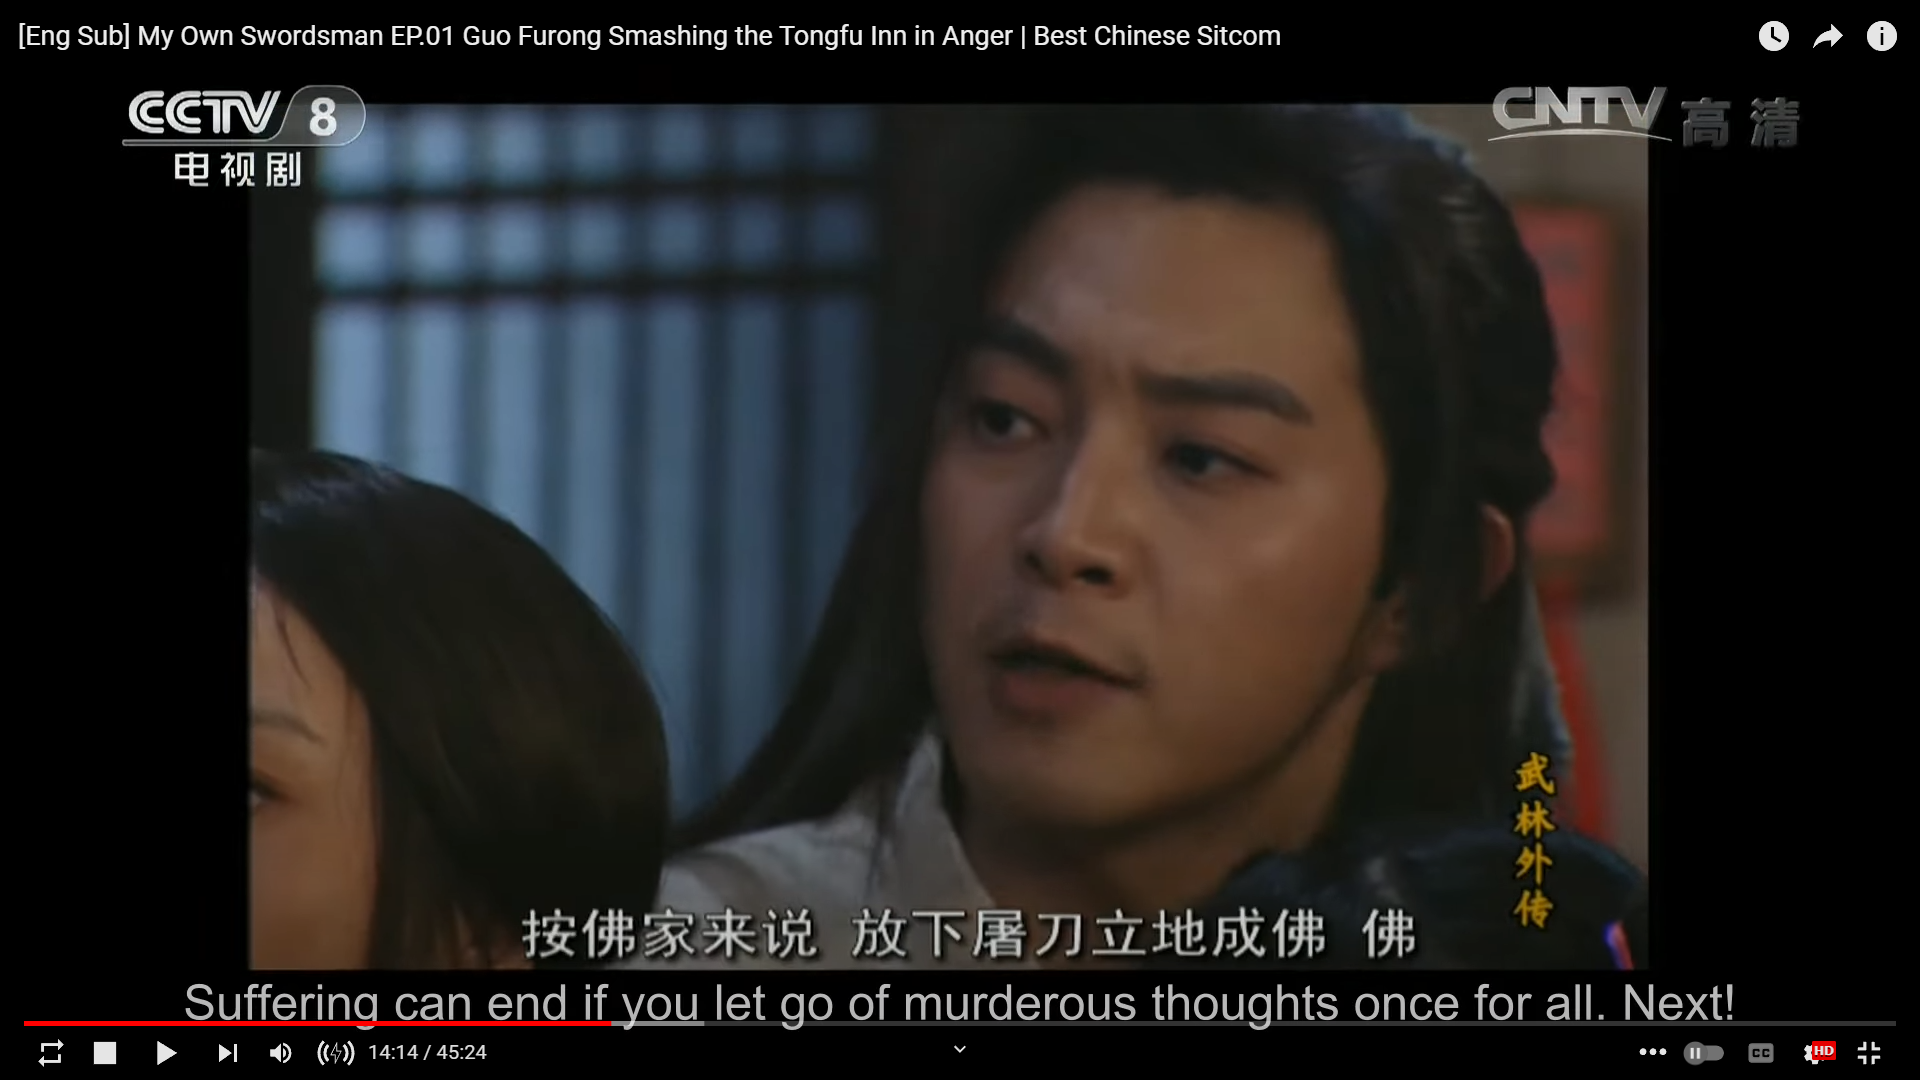 [Eng Sub] My Own Swordsman EP.01 Guo Furong Smashing the Tongfu Inn in Anger | Best Chinese Sitcom
CCTV 8
电视剧
CNTV 高清
武林外传
按佛家来说 放下屠刀立地成佛 佛
Suffering can end if you let go of murderous thoughts once for all. Next!
14:14 / 45:24
CC
HD